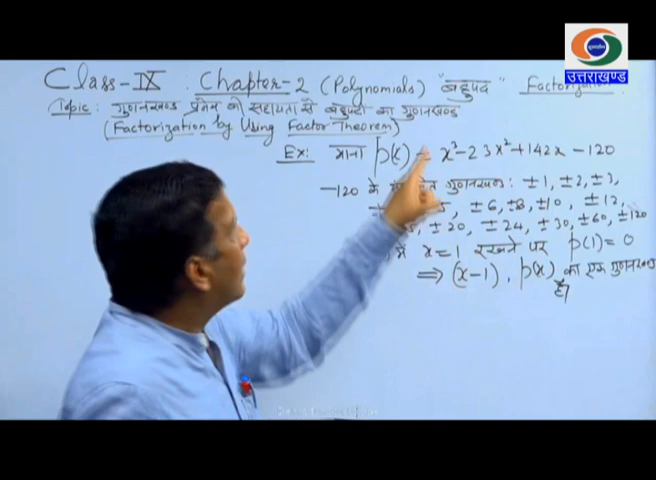 उत्तराखण्ड
Class-IX Chapter-2 (Polynomials) "बहुपद" Factorization
Topic: गुणनखण्ड प्रमेय की सहायता से बहुपदों का गुणनखण्ड
(Factorization by Using Factor Theorem)
Ex: माना p(x) = x³-23x²+142x-120
-120 के गुणनखण्ड: ±1, ±2, ±3,
±6, ±8, ±10, ±12,
±20, ±24, ±30, ±60, ±120
में x=1 रखने पर p(1)=0
⇒ (x-1), p(x) का एक गुणनखण्ड
है।